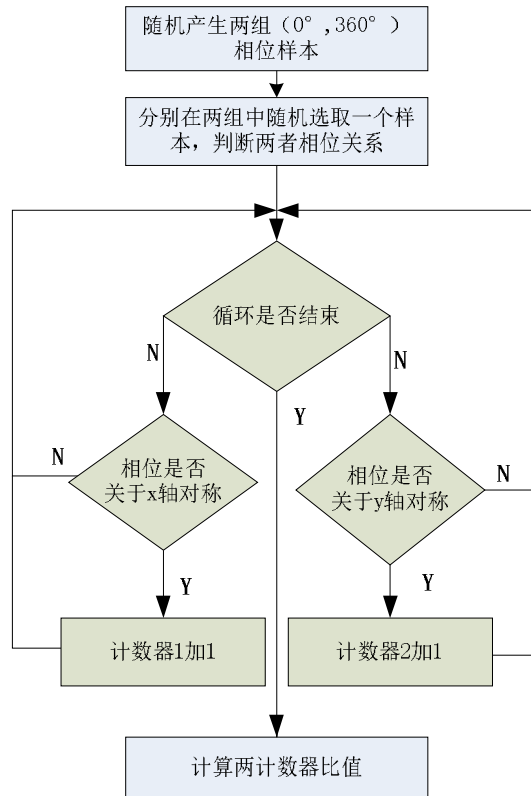 随机产生两组（0°,360°）
相位样本
分别在两组中随机选取一个样
本，判断两者相位关系
循环是否结束
N
N
Y
N
相位是否
关于x轴对称
相位是否
关于y轴对称
N
Y
Y
计数器1加1
计数器2加1
计算两计数器比值